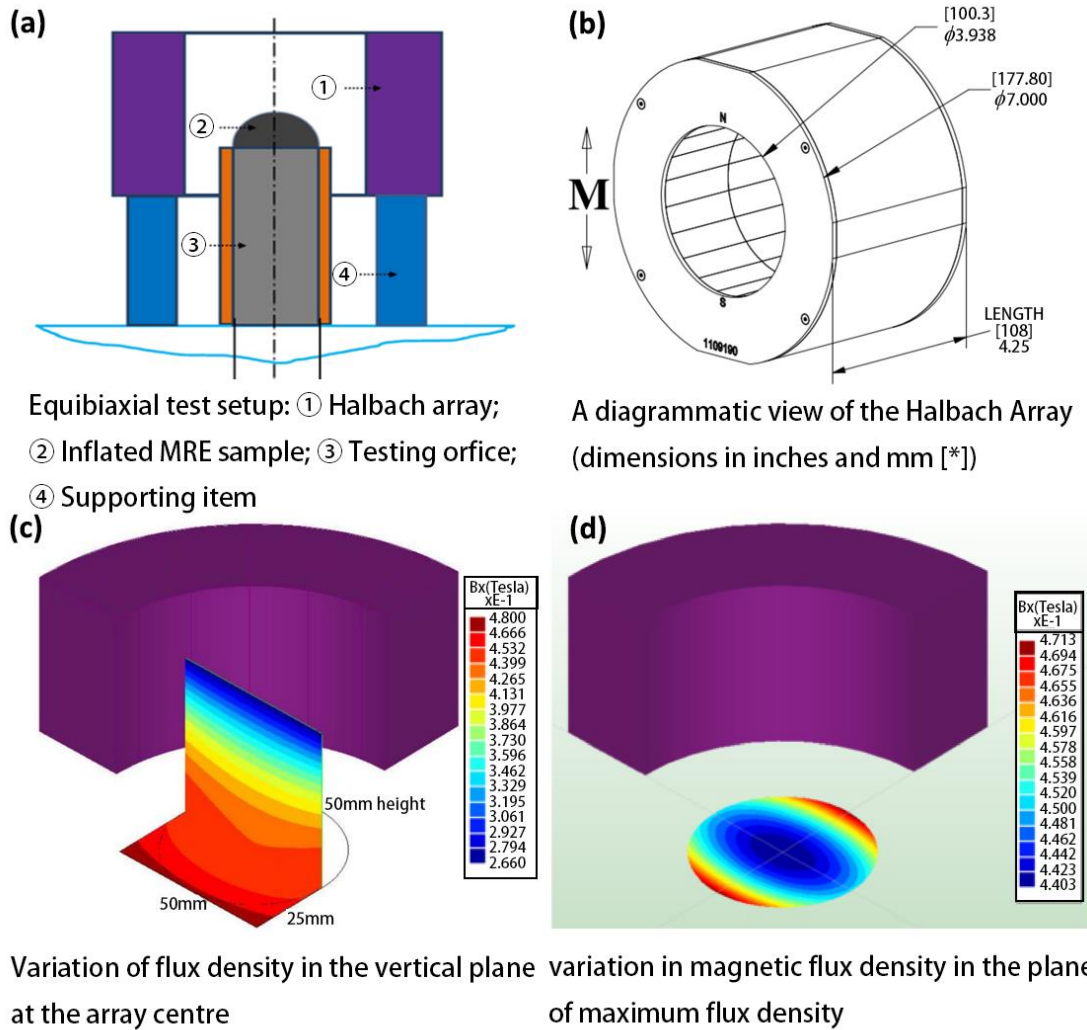 (a)
①
②
③
④
Equibiaxial test setup: ① Halbach array;
② Inflated MRE sample; ③ Testing orfice;
④ Supporting item
(b)
[100.3]
ϕ3.938
[177.80]
ϕ7.000
N
M
S
1109190
LENGTH
[108]
4.25
A diagrammatic view of the Halbach Array
(dimensions in inches and mm [*])
(c)
Bx(Tesla)
xE-1
4.800
4.666
4.532
4.399
4.265
4.131
3.977
3.864
3.730
3.596
3.462
3.329
3.195
3.061
2.927
2.794
2.660
50mm height
50mm
25mm
Variation of flux density in the vertical plane
at the array centre
(d)
Bx(Tesla)
xE-1
4.713
4.694
4.675
4.655
4.636
4.616
4.597
4.578
4.558
4.539
4.520
4.500
4.481
4.462
4.442
4.423
4.403
variation in magnetic flux density in the plane
of maximum flux density